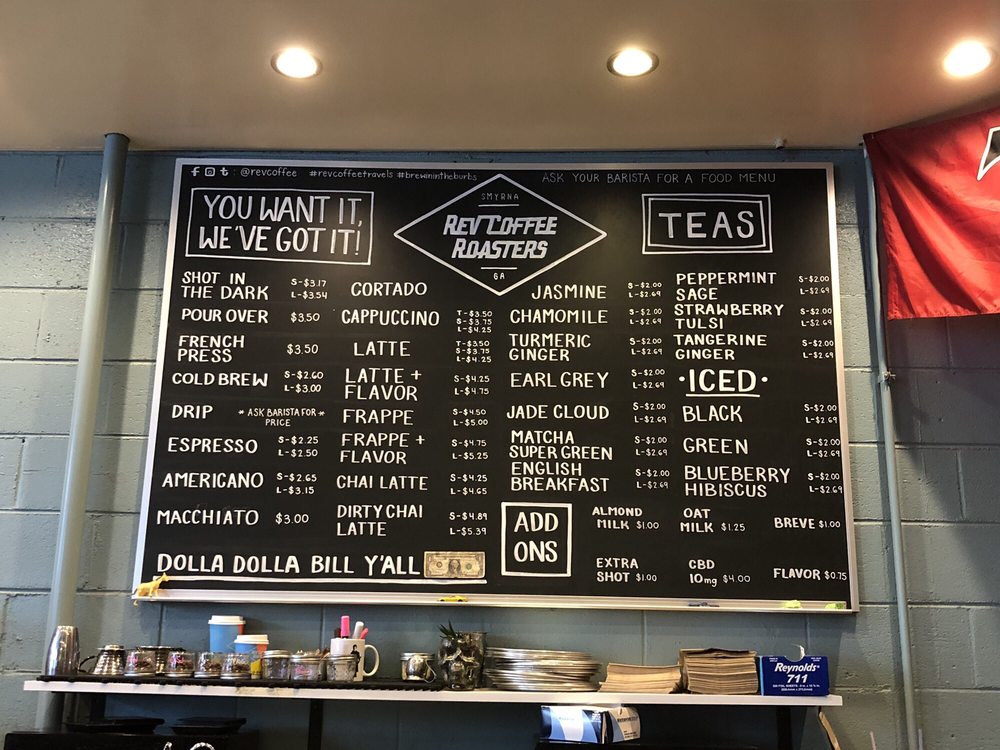 f t : @revcoffee #revcoffeetravels #brewinintheburbs
ASK YOUR BARISTA FOR A FOOD MENU
YOU WANT IT,
WE'VE GOT IT!
SMYRNA
REV COFFEE
ROASTERS
GA
TEAS
SHOT IN
THE DARK
S-$3.17
L-$3.54
POUR OVER $3.50
FRENCH
PRESS
$3.50
COLD BREW
S-$2.60
L-$3.00
DRIP
* ASK BARISTA FOR *
PRICE
ESPRESSO
S-$2.25
L-$2.50
AMERICANO
S-$2.65
L-$3.15
MACCHIATO $3.00
CORTADO
CAPPUCCINO
T-$3.50
S-$3.75
L-$4.25
LATTE
T-$3.50
S-$3.75
L-$4.25
LATTE +
FLAVOR
S-$4.25
L-$4.75
FRAPPE
S-$4.50
L-$5.00
FRAPPE +
FLAVOR
S-$4.75
L-$5.25
CHAI LATTE
S-$4.25
L-$4.65
DIRTY CHAI
LATTE
S-$4.89
L-$5.39
JASMINE
S-$2.00
L-$2.69
CHAMOMILE
S-$2.00
L-$2.69
TURMERIC
GINGER
S-$2.00
L-$2.69
EARL GREY
S-$2.00
L-$2.69
JADE CLOUD
S-$2.00
L-$2.69
MATCHA
SUPER GREEN
S-$2.00
L-$2.69
ENGLISH
BREAKFAST
S-$2.00
L-$2.69
PEPPERMINT
SAGE
S-$2.00
L-$2.69
STRAWBERRY
TULSI
S-$2.00
L-$2.69
TANGERINE
GINGER
S-$2.00
L-$2.69
·ICED·
BLACK
S-$2.00
L-$2.69
GREEN
S-$2.00
L-$2.69
BLUEBERRY
HIBISCUS
S-$2.00
L-$2.69
ADD
ONS
ALMOND
MILK $1.00
OAT
MILK $1.25
BREVE $1.00
EXTRA
SHOT $1.00
CBD
10mg $4.00
FLAVOR $0.75
DOLLA DOLLA BILL Y'ALL
Reynolds
711